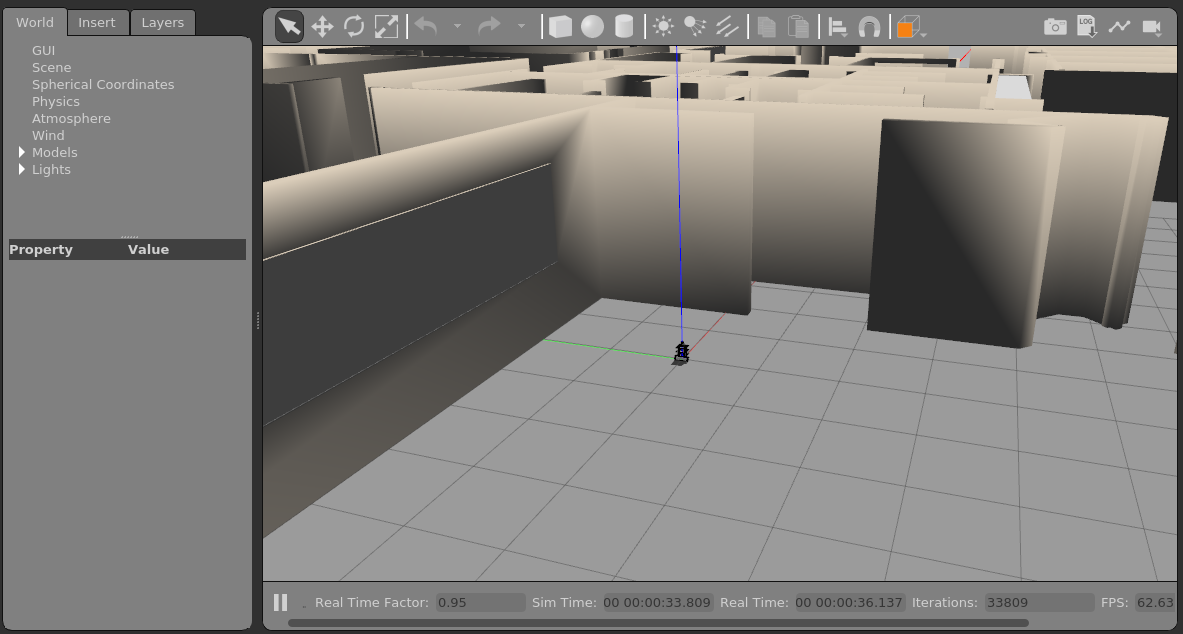 World Insert Layers
GUI
Scene
Spherical Coordinates
Physics
Atmosphere
Wind
Models
Lights
Property Value
LOG
Real Time Factor: 0.95 Sim Time: 00 00:00:33.809 Real Time: 00 00:00:36.137 Iterations: 33809 FPS: 62.63